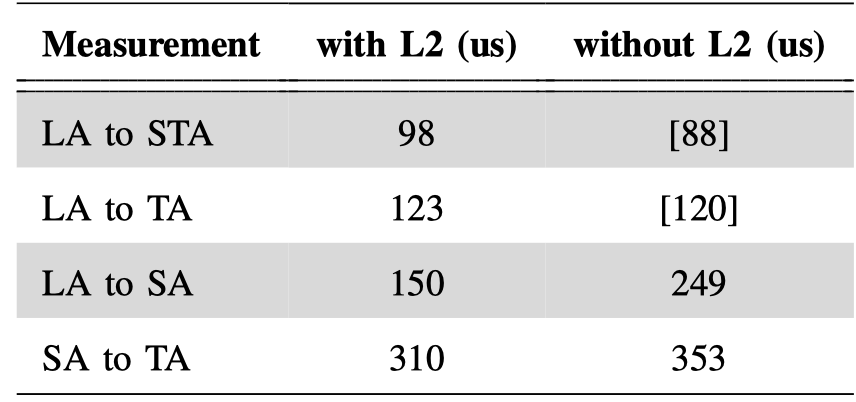 Measurement with L2 (us) without L2 (us)
LA to STA 98 [88]
LA to TA 123 [120]
LA to SA 150 249
SA to TA 310 353